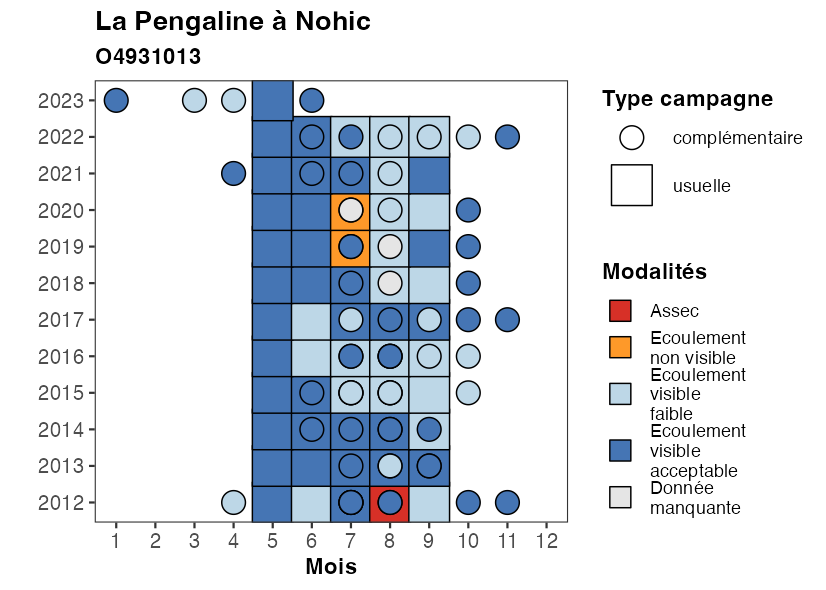 La Pengaline à Nohic
O4931013
2023
2022
2021
2020
2019
2018
2017
2016
2015
2014
2013
2012
1 2 3 4 5 6 7 8 9 10 11 12
Mois
Type campagne
complémentaire
usuelle
Modalités
Assec
Ecoulement
non visible
Ecoulement
visible
faible
Ecoulement
visible
acceptable
Donnée
manquante